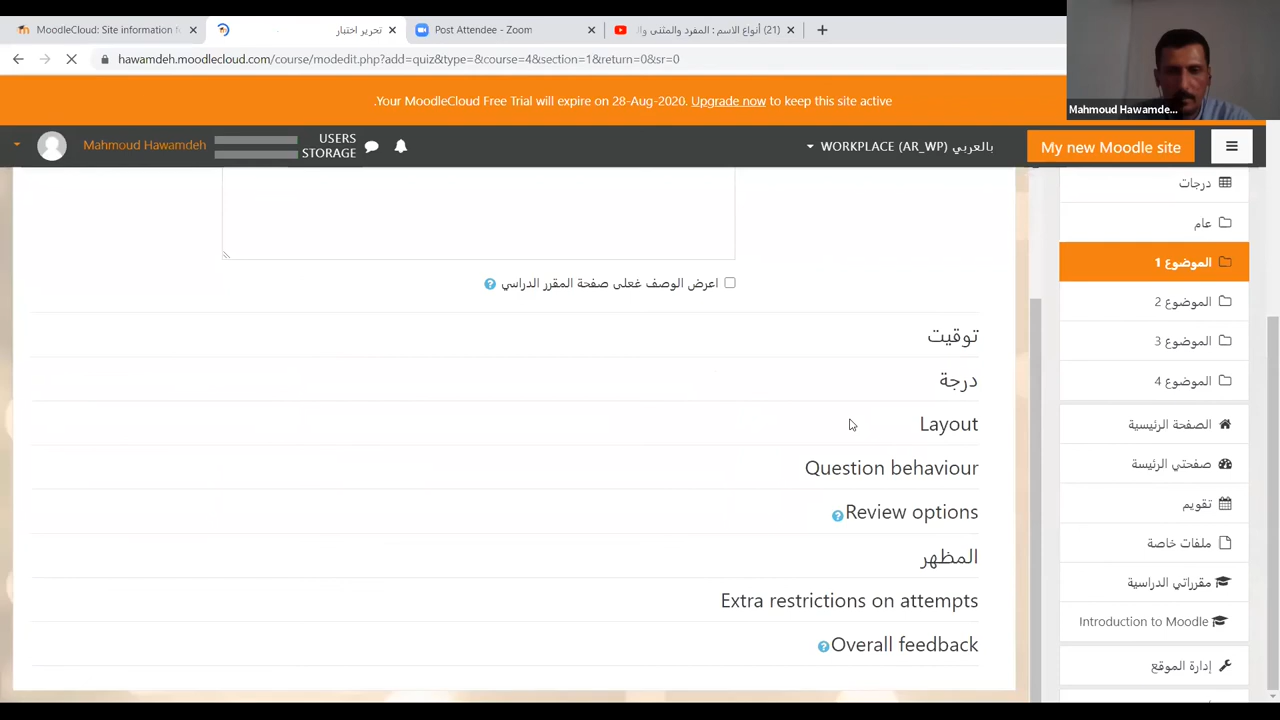 MoodleCloud: Site information
تحرير اختبار
Post Attendee - Zoom
(21) أنواع الاسم : المفرد والمثنى وال
hawamdeh.moodlecloud.com/course/modedit.php?add=quiz&type=&course=4&section=1&return=0&sr=0
Mahmoud Hawamde...
.Your MoodleCloud Free Trial will expire on 28-Aug-2020. Upgrade now to keep this site active
Mahmoud Hawamdeh
USERS
STORAGE
بالعربي WORKPLACE (AR_WP)
My new Moodle site
اعرض الوصف غعلى صفحة المقرر الدراسي
توقيت
درجة
Layout
Question behaviour
Review options
المظهر
Extra restrictions on attempts
Overall feedback
درجات
عام
الموضوع 1
الموضوع 2
الموضوع 3
الموضوع 4
الصفحة الرئيسية
صفحتي الرئيسة
تقويم
ملفات خاصة
مقرراتي الدراسية
Introduction to Moodle
إدارة الموقع